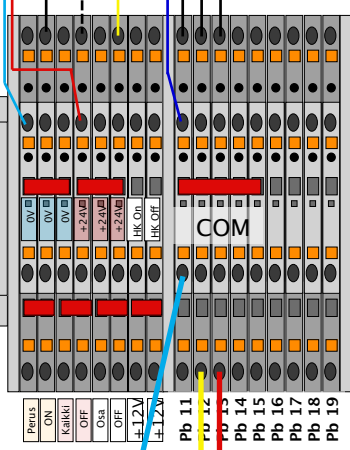 0V
0V
0V
+24V
+24V
+24V
HK On
HK Off
COM
Perus
ON
Kaikki
OFF
Osa
OFF
+12V
+12V
Pb 11
Pb 12
Pb 13
Pb 14
Pb 15
Pb 16
Pb 17
Pb 18
Pb 19